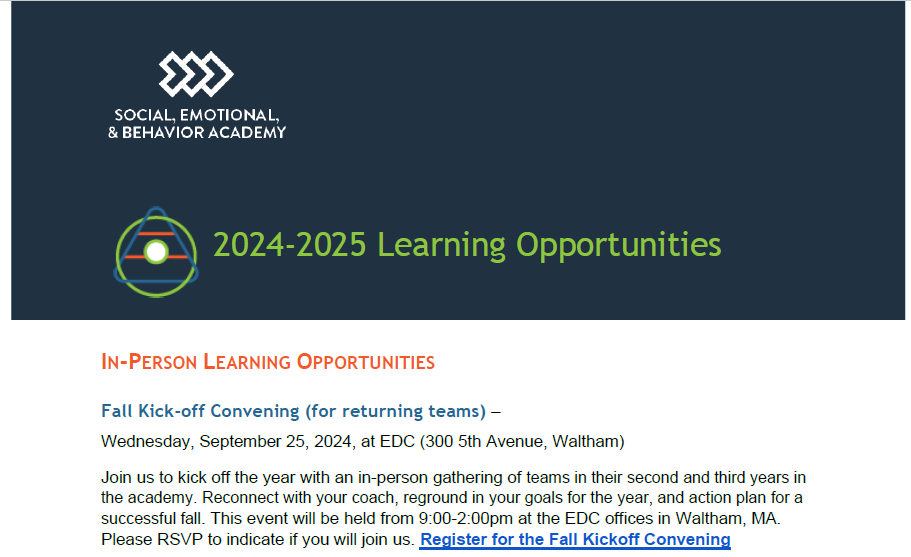 SOCIAL, EMOTIONAL,
& BEHAVIOR ACADEMY
2024-2025 Learning Opportunities
IN-PERSON LEARNING OPPORTUNITIES
Fall Kick-off Convening (for returning teams) –
Wednesday, September 25, 2024, at EDC (300 5th Avenue, Waltham)
Join us to kick off the year with an in-person gathering of teams in their second and third years in
the academy. Reconnect with your coach, reground in your goals for the year, and action plan for a
successful fall. This event will be held from 9:00-2:00pm at the EDC offices in Waltham, MA.
Please RSVP to indicate if you will join us. Register for the Fall Kickoff Convening